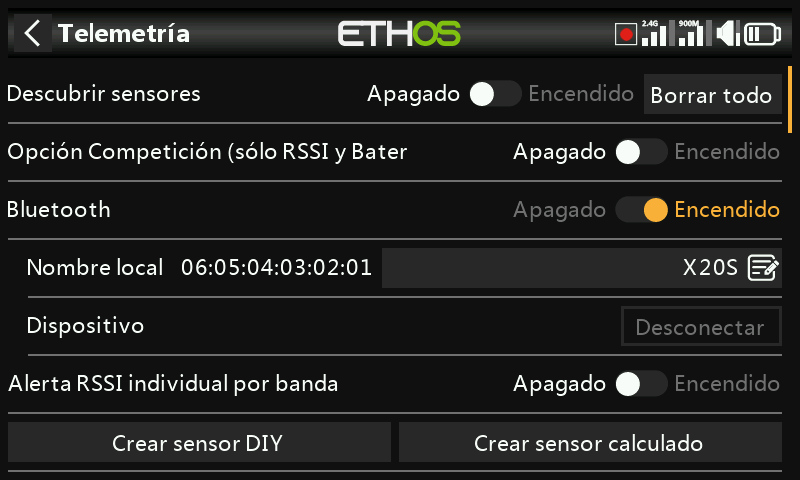 Telemetría ETHOS 2.4G 900M
Descubrir sensores Apagado Encendido Borrar todo
Opción Competición (sólo RSSI y Bater Apagado Encendido
Bluetooth Apagado Encendido
Nombre local 06:05:04:03:02:01 X20S
Dispositivo Desconectar
Alerta RSSI individual por banda Apagado Encendido
Crear sensor DIY Crear sensor calculado